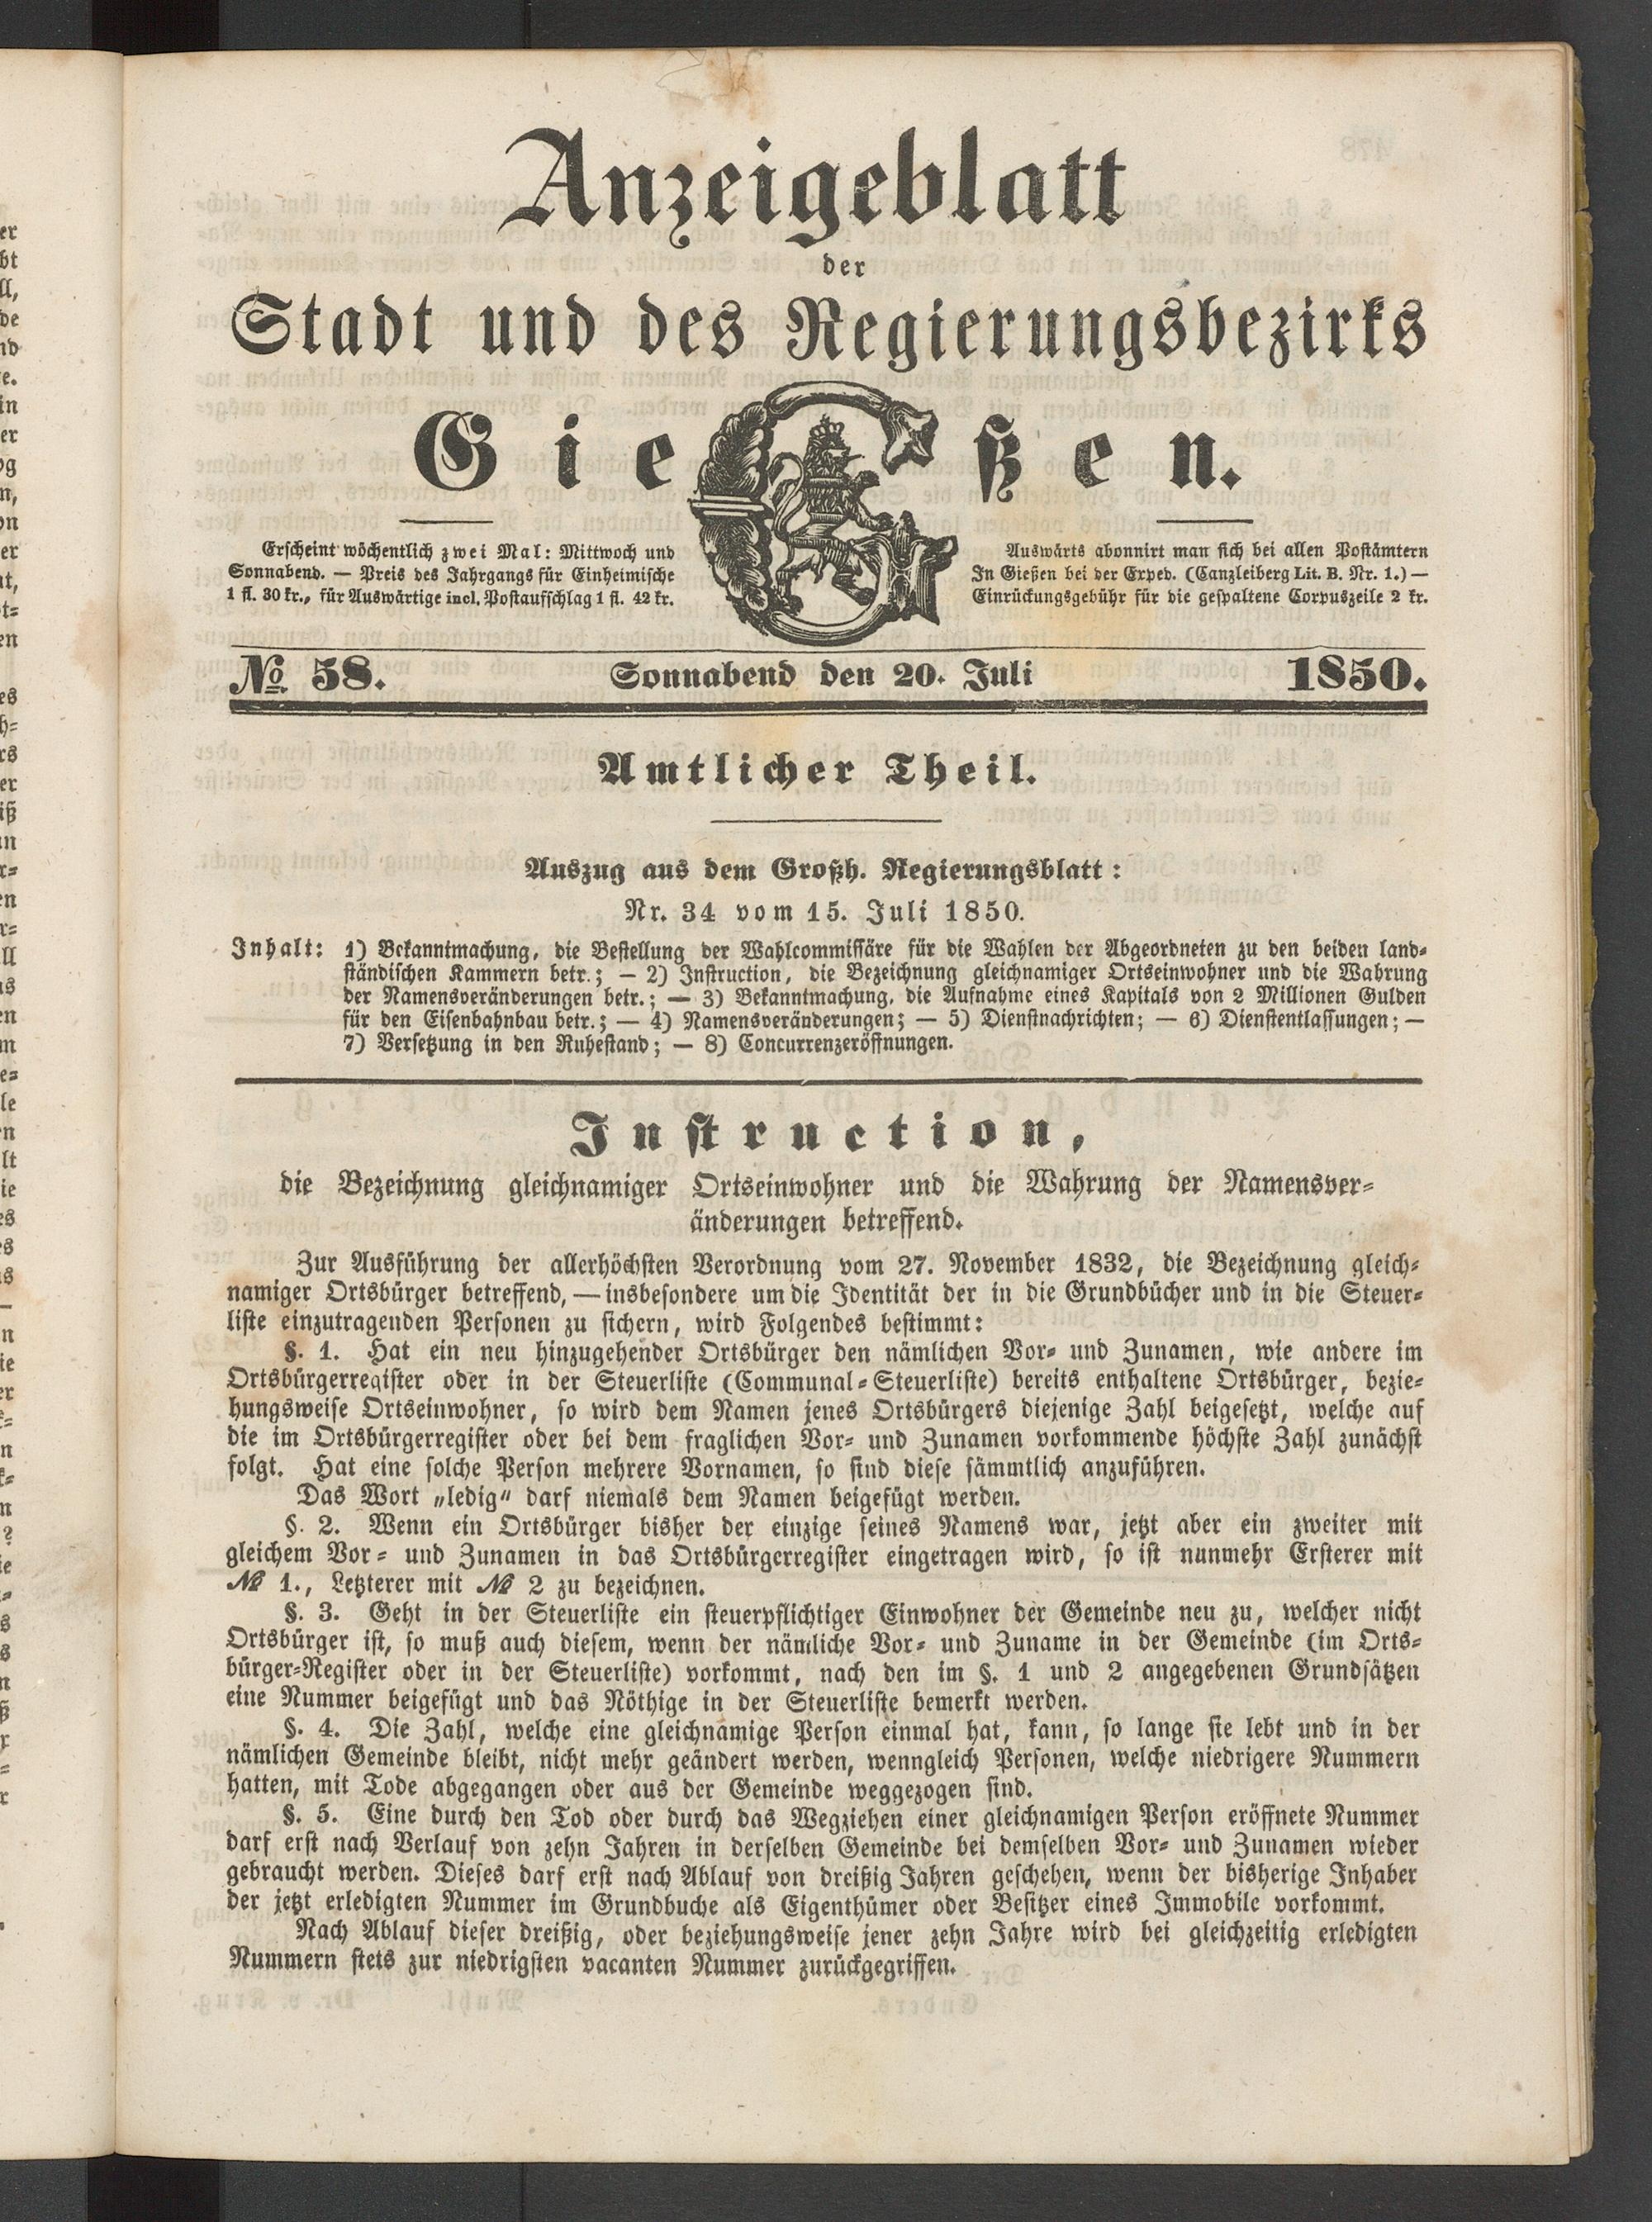 Anzeigeblatt
der
Stadt und des Regierungsbezirks
Gießen.
Erscheint wöchentlich zwei Mal: Mittwoch und
Sonnabend. — Preis des Jahrgangs für Einheimische
1 fl. 30 kr., für Auswärtige incl. Postaufschlag 1 fl. 42 kr.
Auswärts abonnirt man sich bei allen Postämtern
In Gießen bei der Exped. (Canzleiberg Lit. B. Nr. 1.) —
Einrückungsgebühr für die gespaltene Corpuszeile 2 kr.
No 58. Sonnabend den 20. Juli 1850.
Amtlicher Theil.
Auszug aus dem Großh. Regierungsblatt:
Nr. 34 vom 15. Juli 1850.
Inhalt: 1) Bekanntmachung, die Bestellung der Wahlcommissäre für die Wahlen der Abgeordneten zu den beiden land-
ständischen Kammern betr.; — 2) Instruction, die Bezeichnung gleichnamiger Ortseinwohner und die Wahrung
der Namensveränderungen betr.; — 3) Bekanntmachung, die Aufnahme eines Kapitals von 2 Millionen Gulden
für den Eisenbahnbau betr.; — 4) Namensveränderungen; — 5) Dienstnachrichten; — 6) Dienstentlassungen; —
7) Versetzung in den Ruhestand; — 8) Concurrenzeröffnungen.
Instruction,
die Bezeichnung gleichnamiger Ortseinwohner und die Wahrung der Namensver-
änderungen betreffend.
Zur Ausführung der allerhöchsten Verordnung vom 27. November 1832, die Bezeichnung gleich-
namiger Ortsbürger betreffend, — insbesondere um die Identität der in die Grundbücher und in die Steuer-
liste einzutragenden Personen zu sichern, wird Folgendes bestimmt:
§. 1. Hat ein neu hinzugehender Ortsbürger den nämlichen Vor- und Zunamen, wie andere im
Ortsbürgerregister oder in der Steuerliste (Communal-Steuerliste) bereits enthaltene Ortsbürger, bezie-
hungsweise Ortseinwohner, so wird dem Namen jenes Ortsbürgers diejenige Zahl beigesetzt, welche auf
die im Ortsbürgerregister oder bei dem fraglichen Vor- und Zunamen vorkommende höchste Zahl zunächst
folgt. Hat eine solche Person mehrere Vornamen, so sind diese sämmtlich anzuführen.
Das Wort „ledig“ darf niemals dem Namen beigefügt werden.
§. 2. Wenn ein Ortsbürger bisher der einzige seines Namens war, jetzt aber ein zweiter mit
gleichem Vor- und Zunamen in das Ortsbürgerregister eingetragen wird, so ist nunmehr Ersterer mit
№ 1., Letzterer mit № 2 zu bezeichnen.
§. 3. Geht in der Steuerliste ein steuerpflichtiger Einwohner der Gemeinde neu zu, welcher nicht
Ortsbürger ist, so muß auch diesem, wenn der nämliche Vor- und Zuname in der Gemeinde (im Orts-
bürger-Register oder in der Steuerliste) vorkommt, nach den im §. 1 und 2 angegebenen Grundsätzen
eine Nummer beigefügt und das Nöthige in der Steuerliste bemerkt werden.
§. 4. Die Zahl, welche eine gleichnamige Person einmal hat, kann, so lange sie lebt und in der
nämlichen Gemeinde bleibt, nicht mehr geändert werden, wenngleich Personen, welche niedrigere Nummern
hatten, mit Tode abgegangen oder aus der Gemeinde weggezogen sind.
§. 5. Eine durch den Tod oder durch das Wegziehen einer gleichnamigen Person eröffnete Nummer
darf erst nach Verlauf von zehn Jahren in derselben Gemeinde bei demselben Vor- und Zunamen wieder
gebraucht werden. Dieses darf erst nach Ablauf von dreißig Jahren geschehen, wenn der bisherige Inhaber
der jetzt erledigten Nummer im Grundbuche als Eigenthümer oder Besitzer eines Immobile vorkommt.
Nach Ablauf dieser dreißig, oder beziehungsweise jener zehn Jahre wird bei gleichzeitig erledigten
Nummern stets zur niedrigsten vacanten Nummer zurückgegriffen.